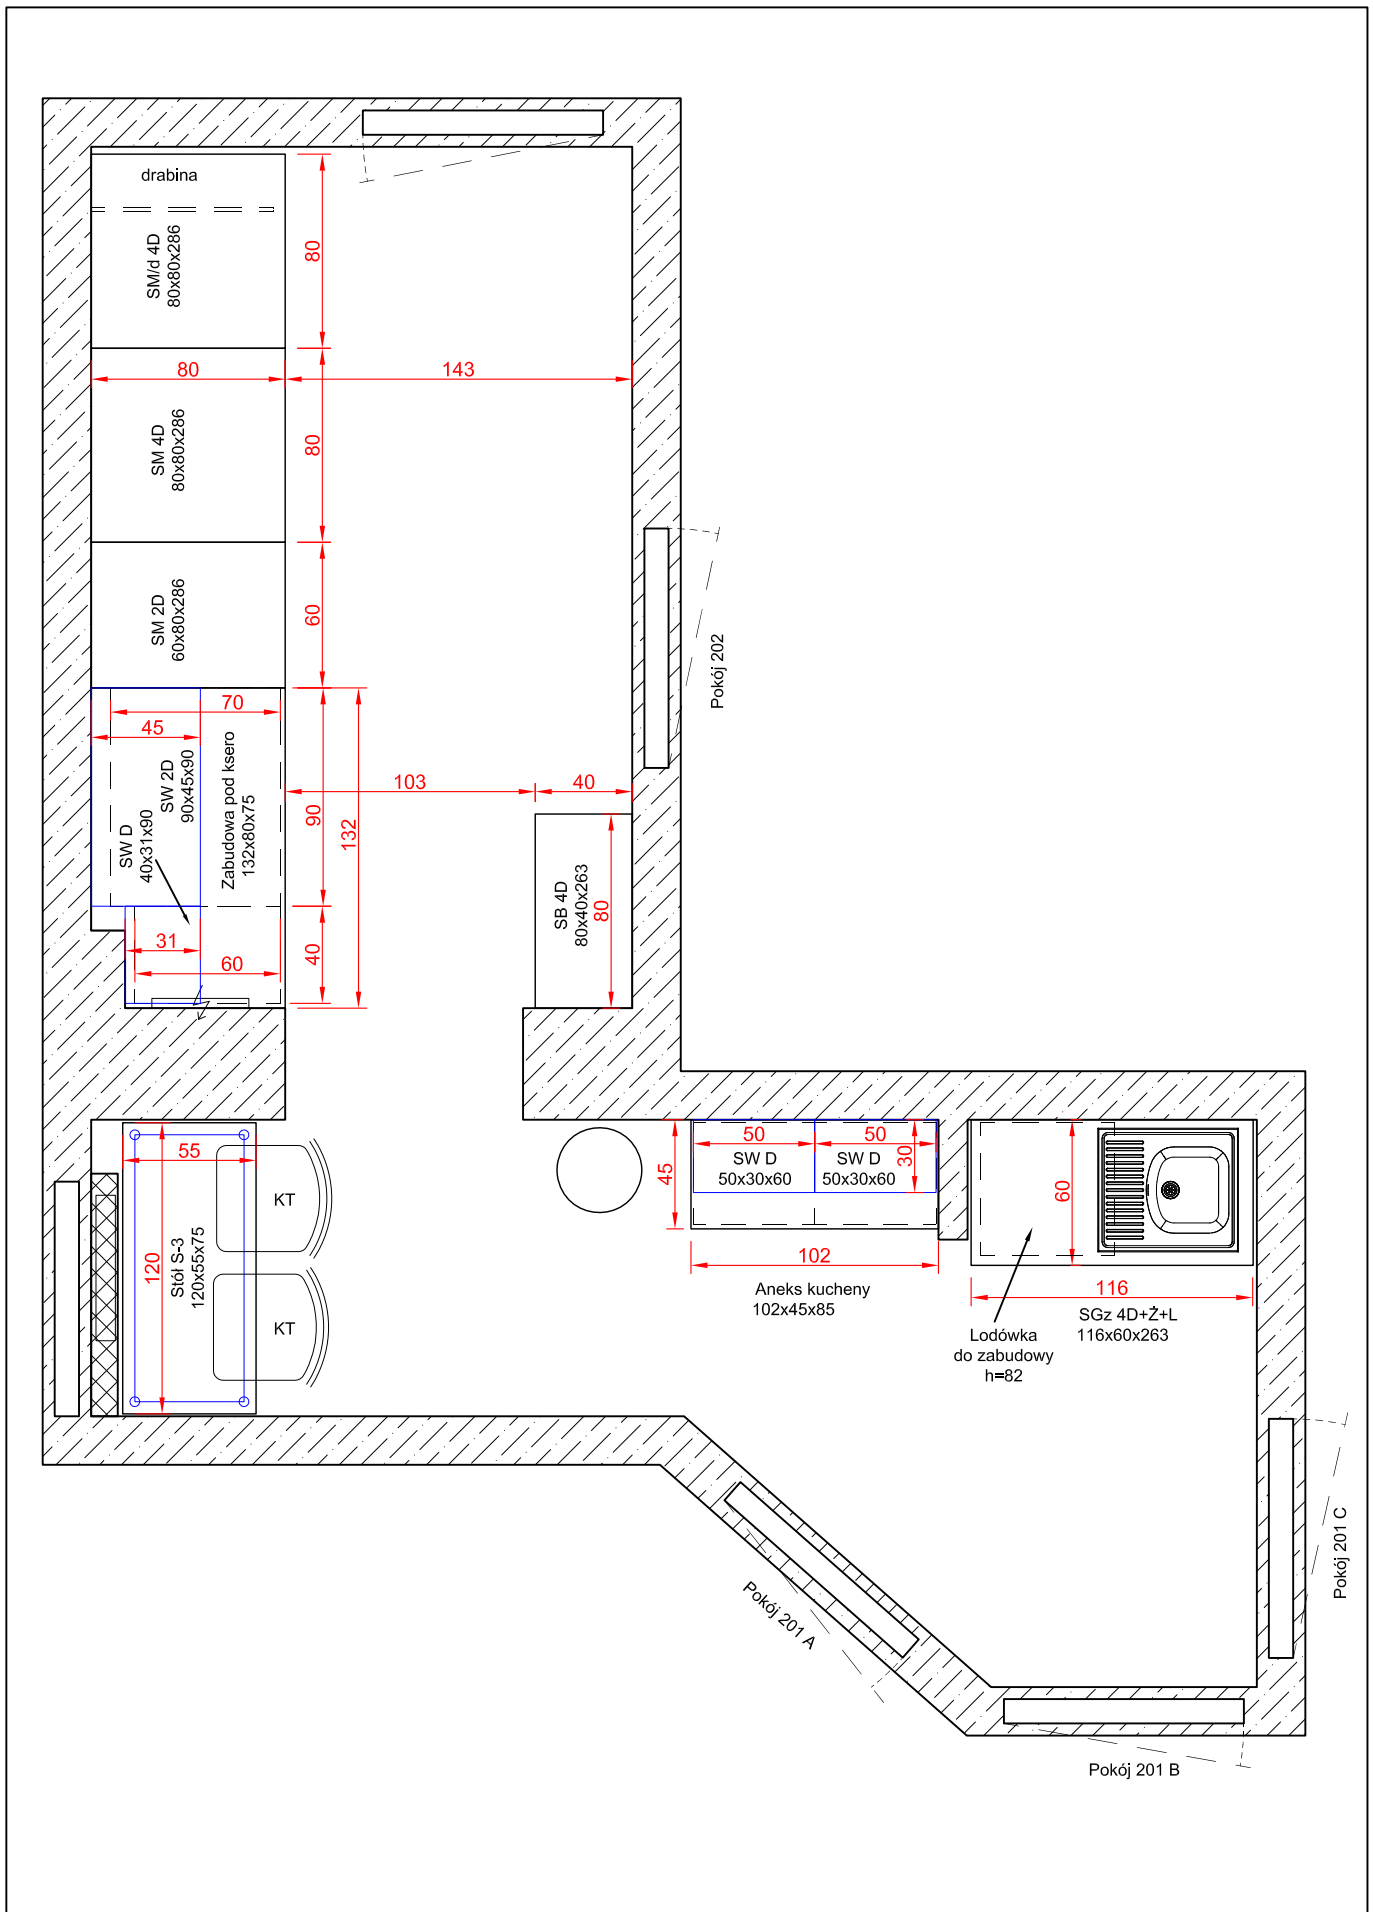 drabina
SM/d 4D
80x80x286
80
80
143
SM 4D
80x80x286
80
SM 2D
60x80x286
60
Pokój 202
70
45
SW 2D
90x45x90
SW D
40x31x90
Zabudowa pod ksero
132x80x75
90
132
103
40
SB 4D
80x40x263
80
31
60
40
55
120
Stół S-3
120x55x75
KT
KT
45
50
50
30
SW D
50x30x60
SW D
50x30x60
102
Aneks kucheny
102x45x85
60
116
SGz 4D+Ż+L
116x60x263
Lodówka
do zabudowy
h=82
Pokój 201 A
Pokój 201 C
Pokój 201 B